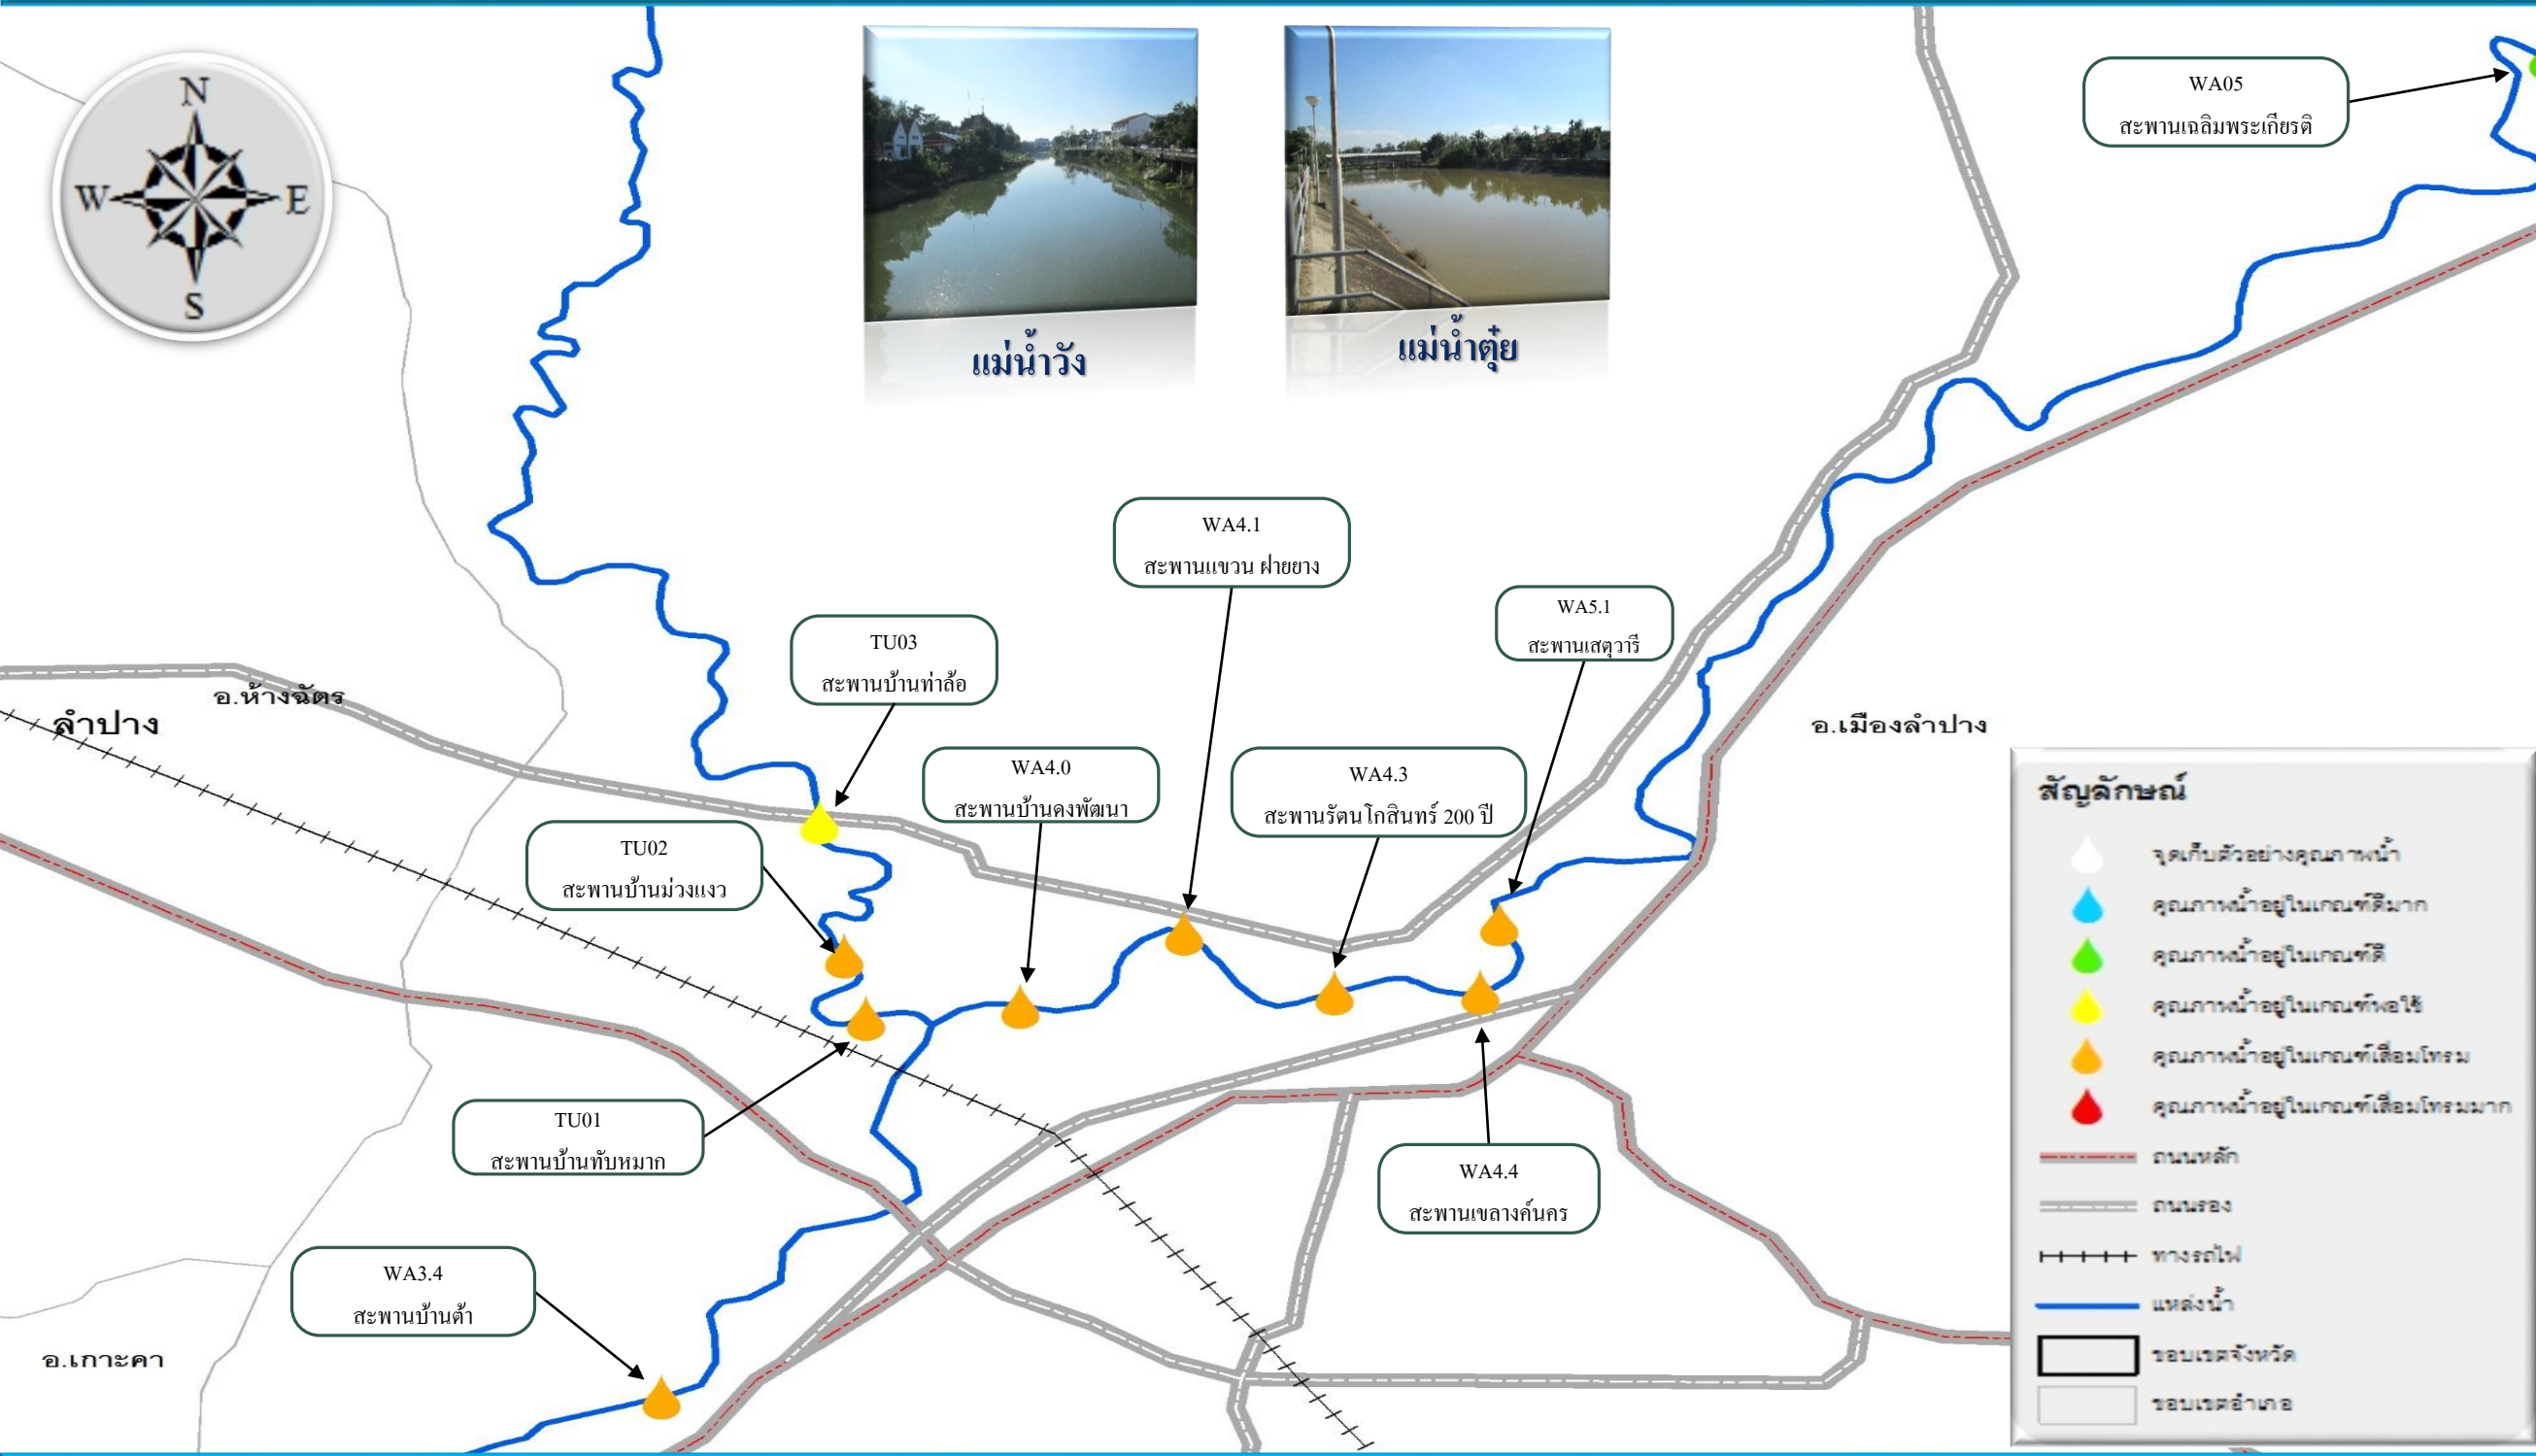 N
W
E
S
แม่น้ำวัง
แม่น้ำตุ๋ย
WA05
สะพานเฉลิมพระเกียรติ
WA4.1
สะพานแขวน ฝายยาง
WA5.1
สะพานเสตุวารี
TU03
สะพานบ้านท่าล้อ
อ.ห้างฉัตร
ลำปาง
อ.เมืองลำปาง
WA4.0
สะพานบ้านดงพัฒนา
WA4.3
สะพานรัตนโกสินทร์ 200 ปี
TU02
สะพานบ้านม่วงแงว
TU01
สะพานบ้านทับหมาก
WA4.4
สะพานเขลางค์นคร
WA3.4
สะพานบ้านต้า
อ.เกาะคา
สัญลักษณ์
จุดเก็บตัวอย่างคุณภาพน้ำ
คุณภาพน้ำอยู่ในเกณฑ์ดีมาก
คุณภาพน้ำอยู่ในเกณฑ์ดี
คุณภาพน้ำอยู่ในเกณฑ์พอใช้
คุณภาพน้ำอยู่ในเกณฑ์เสื่อมโทรม
คุณภาพน้ำอยู่ในเกณฑ์เสื่อมโทรมมาก
ถนนหลัก
ถนนรอง
ทางรถไฟ
แหล่งน้ำ
ขอบเขตจังหวัด
ขอบเขตอำเภอ